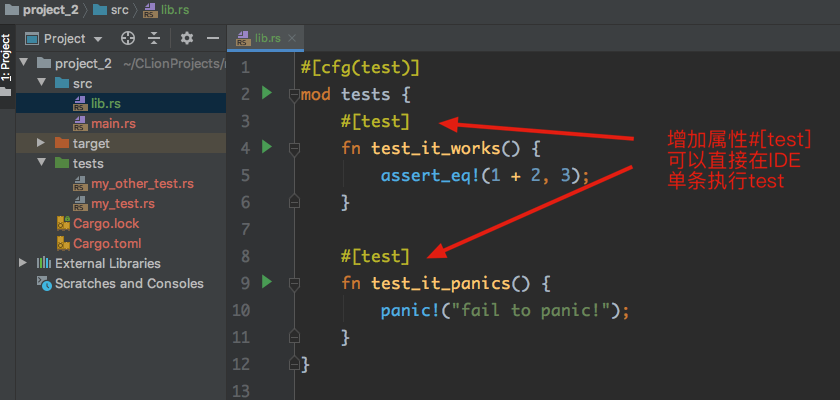 project_2 src lib.rs
1: Project
Project
lib.rs
project_2 ~/CLionProjects/
src
lib.rs
main.rs
target
tests
my_other_test.rs
my_test.rs
Cargo.lock
Cargo.toml
External Libraries
Scratches and Consoles
1 #[cfg(test)]
2 mod tests {
3 #[test]
4 fn test_it_works() {
5 assert_eq!(1 + 2, 3);
6 }
7
8 #[test]
9 fn test_it_panics() {
10 panic!("fail to panic!");
11 }
12 }
13
增加属性#[test]
可以直接在IDE
单条执行test